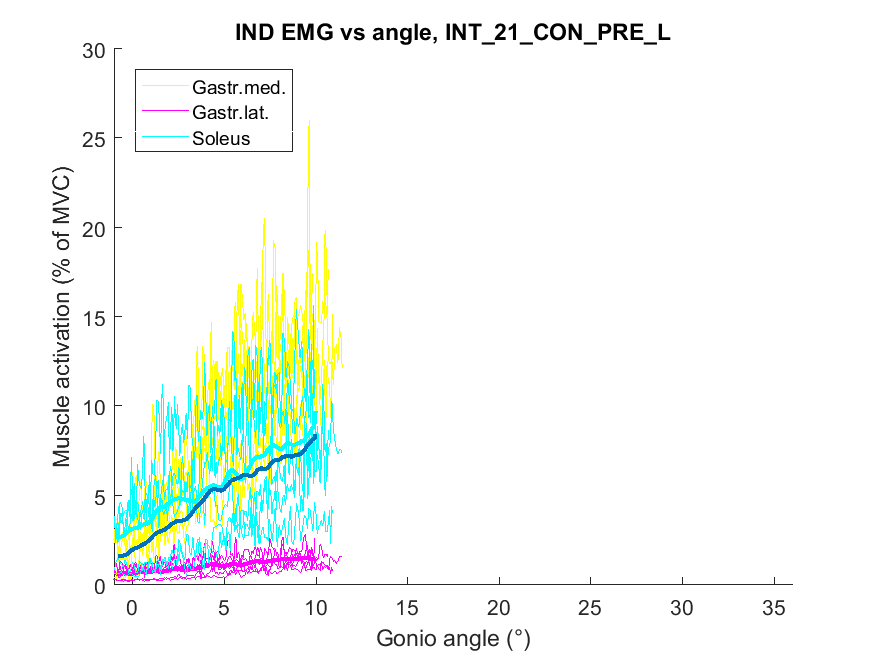 IND EMG vs angle, INT_21_CON_PRE_L
30
25
20
15
10
5
0
Muscle activation (% of MVC)
Gastr.med.
Gastr.lat.
Soleus
0 5 10 15 20 25 30 35
Gonio angle (°)